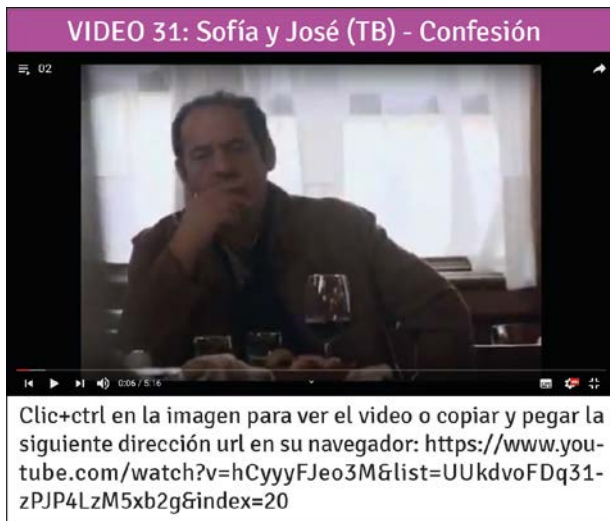 VIDEO 31: Sofía y José (TB) - Confesión
02
0:06 / 5:16
Clic+ctrl en la imagen para ver el video o copiar y pegar la
siguiente dirección url en su navegador: https://www.you-
tube.com/watch?v=hCyyyFJeo3M&list=UUkdvoFDq31-
zPJP4LzM5xb2g&index=20